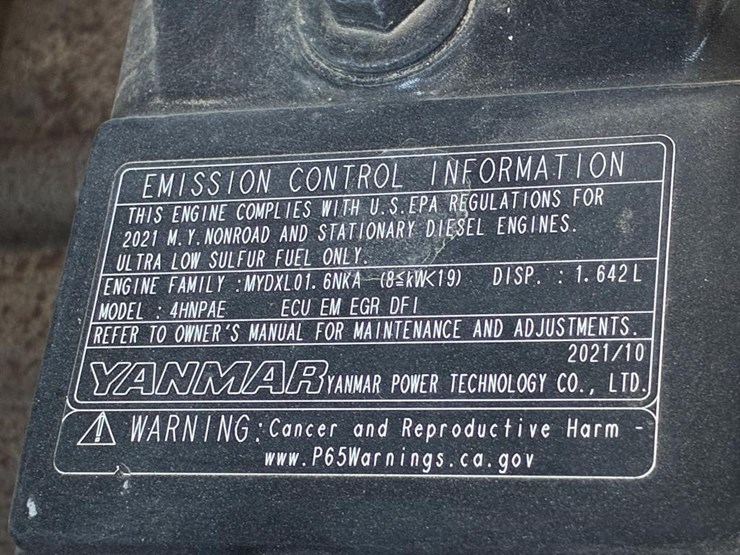 EMISSION CONTROL INFORMATION
THIS ENGINE COMPLIES WITH U.S.EPA REGULATIONS FOR
2021 M.Y. NONROAD AND STATIONARY DIESEL ENGINES.
ULTRA LOW SULFUR FUEL ONLY.
ENGINE FAMILY :MYDXL01.6NKA (8≦kW<19) DISP. : 1.642L
MODEL : 4HNPAE ECU EM EGR DFI
REFER TO OWNER'S MANUAL FOR MAINTENANCE AND ADJUSTMENTS.
2021/10
YANMAR YANMAR POWER TECHNOLOGY CO., LTD.
⚠ WARNING: Cancer and Reproductive Harm -
www.P65Warnings.ca.gov